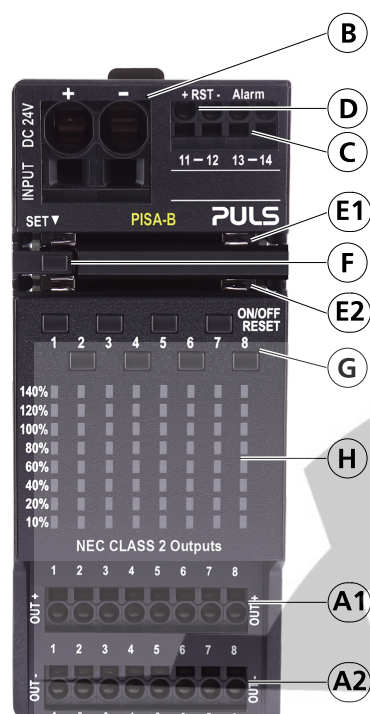 B
+ -
+ RST - Alarm
D
C
INPUT DC 24V
11 – 12 13 – 14
SET▼
PISA-B
PULS
E1
F
E2
ON/OFF
RESET
1 2 3 4 5 6 7 8
G
140%
120%
100%
80%
60%
40%
20%
10%
H
NEC CLASS 2 Outputs
1 2 3 4 5 6 7 8
OUT + OUT+
A1
1 2 3 4 5 6 7 8
OUT - OUT-
A2